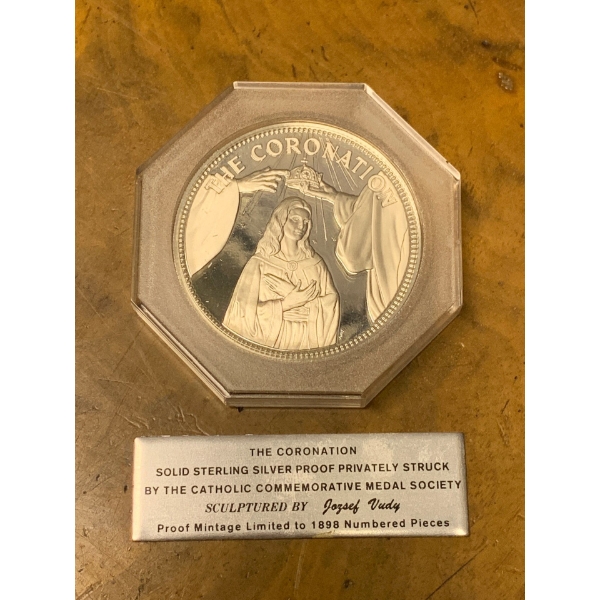 THE CORONATION
THE CORONATION
SOLID STERLING SILVER PROOF PRIVATELY STRUCK
BY THE CATHOLIC COMMEMORATIVE MEDAL SOCIETY
SCULPTURED BY Jozsef Vudy
Proof Mintage Limited to 1898 Numbered Pieces